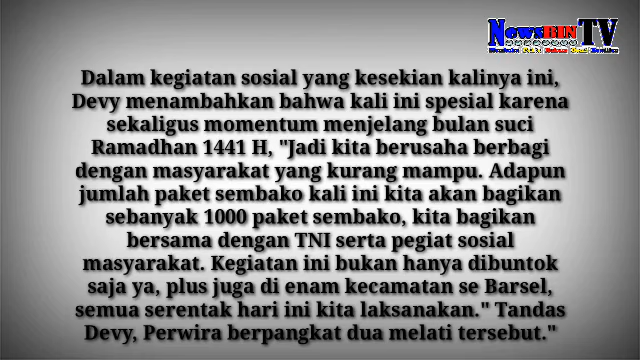 NewsBIN TV
Dalam kegiatan sosial yang kesekian kalinya ini,
Devy menambahkan bahwa kali ini spesial karena
sekaligus momentum menjelang bulan suci
Ramadhan 1441 H, "Jadi kita berusaha berbagi
dengan masyarakat yang kurang mampu. Adapun
jumlah paket sembako kali ini kita akan bagikan
sebanyak 1000 paket sembako, kita bagikan
bersama dengan TNI serta pegiat sosial
masyarakat. Kegiatan ini bukan hanya dibuntok
saja ya, plus juga di enam kecamatan se Barsel,
semua serentak hari ini kita laksanakan." Tandas
Devy, Perwira berpangkat dua melati tersebut."